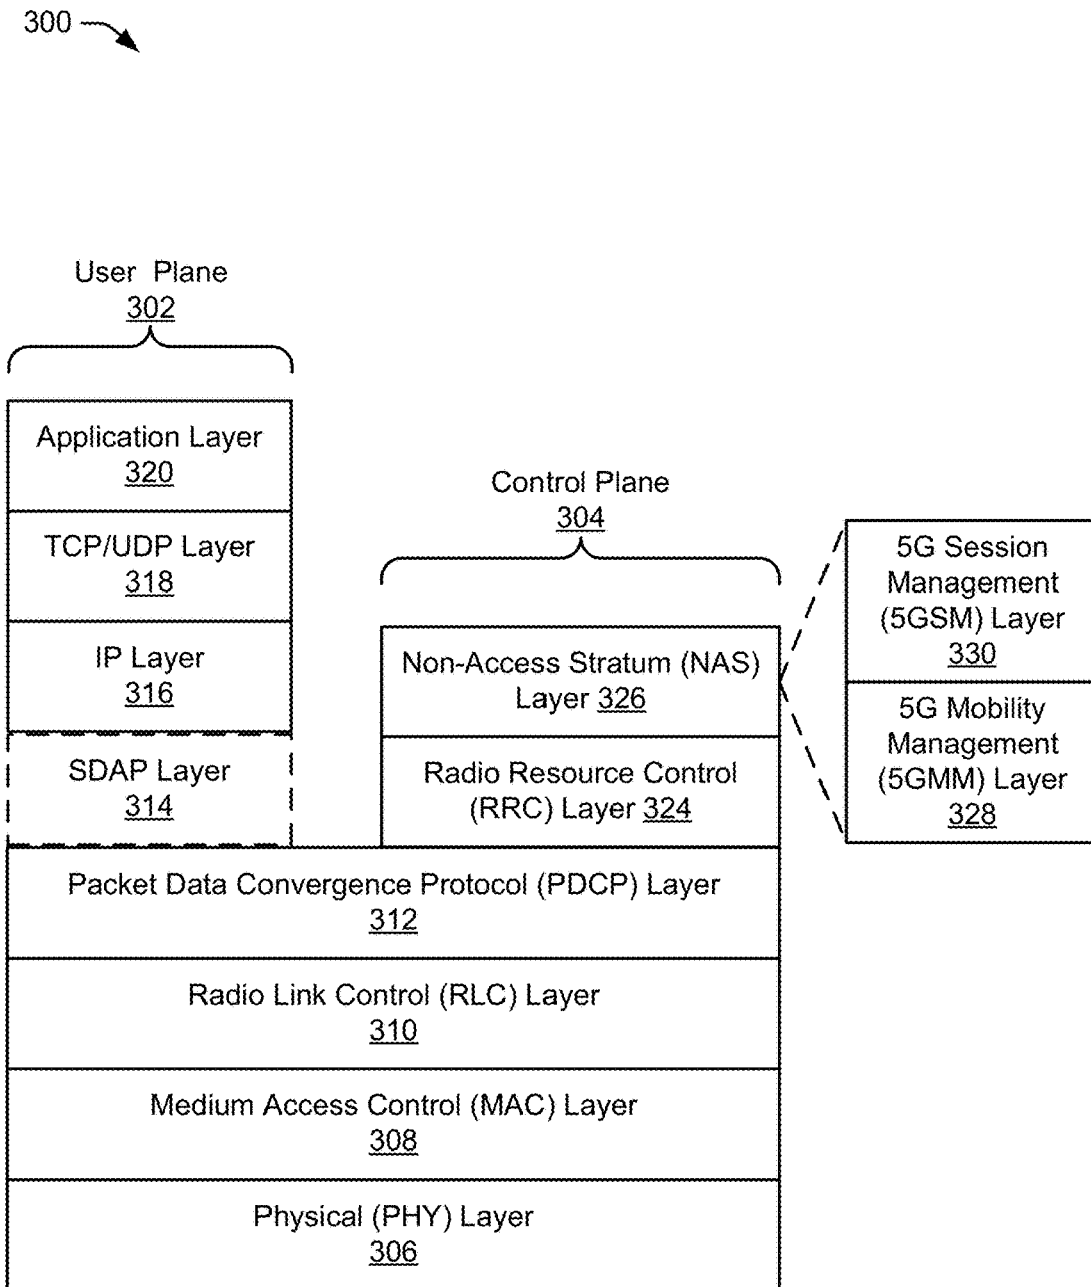 300
User Plane
302
Application Layer
320
TCP/UDP Layer
318
IP Layer
316
SDAP Layer
314
Control Plane
304
Non-Access Stratum (NAS)
Layer 326
Radio Resource Control
(RRC) Layer 324
5G Session
Management
(5GSM) Layer
330
5G Mobility
Management
(5GMM) Layer
328
Packet Data Convergence Protocol (PDCP) Layer
312
Radio Link Control (RLC) Layer
310
Medium Access Control (MAC) Layer
308
Physical (PHY) Layer
306